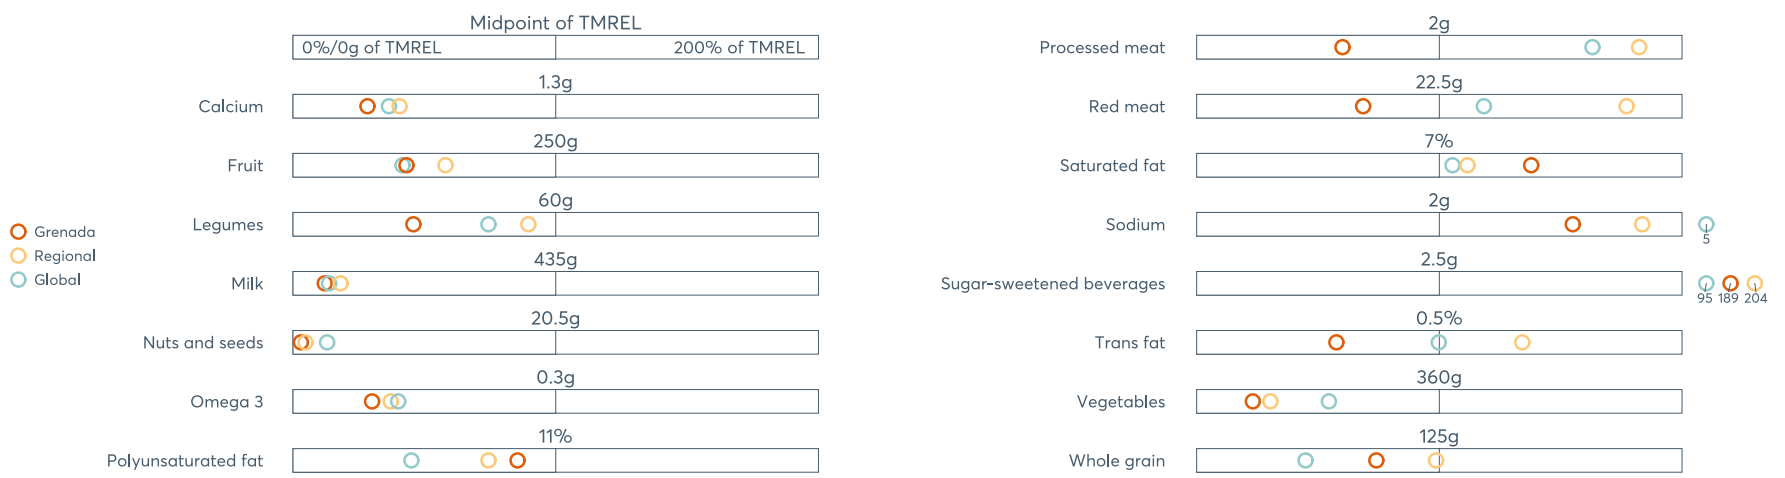 Midpoint of TMREL
0%/0g of TMREL 200% of TMREL
1.3g
Calcium
250g
Fruit
60g
Legumes
435g
Milk
20.5g
Nuts and seeds
0.3g
Omega 3
11%
Polyunsaturated fat
Grenada
Regional
Global
2g
Processed meat
22.5g
Red meat
7%
Saturated fat
2g
Sodium
5
2.5g
Sugar-sweetened beverages
95 189 204
0.5%
Trans fat
360g
Vegetables
125g
Whole grain